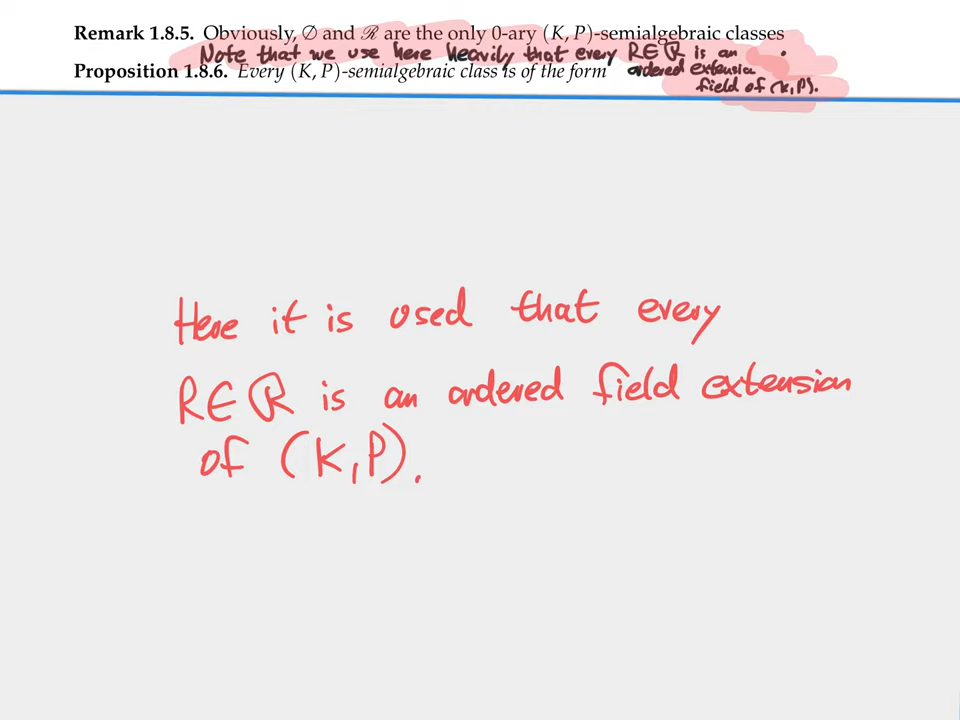 Remark 1.8.5. Obviously, ∅ and ℛ are the only 0-ary (K, P)-semialgebraic classes
Note that we use here heavily that every R∈ℛ is an
ordered extension
field of (K,P).
Proposition 1.8.6. Every (K, P)-semialgebraic class is of the form
Here it is used that every
R∈ℛ is an ordered field extension
of (K,P).